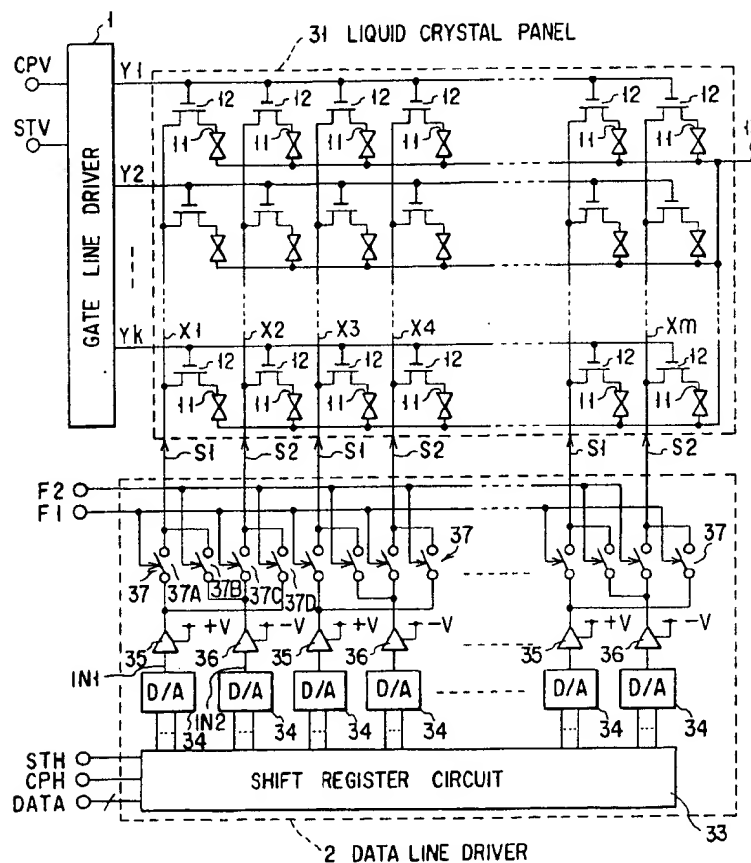 1
31 LIQUID CRYSTAL PANEL
CPV
STV
Y1
12 12 12 12 12 12
11 11 11 11 11 11
Y2
GATE LINE DRIVER
Yk
X1 X2 X3 X4 Xm
12 12 12 12 12 12
11 11 11 11 11 11
S1 S2 S1 S2 S1 S2
F2
F1
37 37A 37B 37C 37D 37 37
+V -V +V -V +V -V
35 36 35 36 35 36
IN1 IN2
D/A D/A D/A D/A D/A D/A
34 34 34 34 34 34
STH
CPH
DATA
SHIFT REGISTER CIRCUIT
33
2 DATA LINE DRIVER